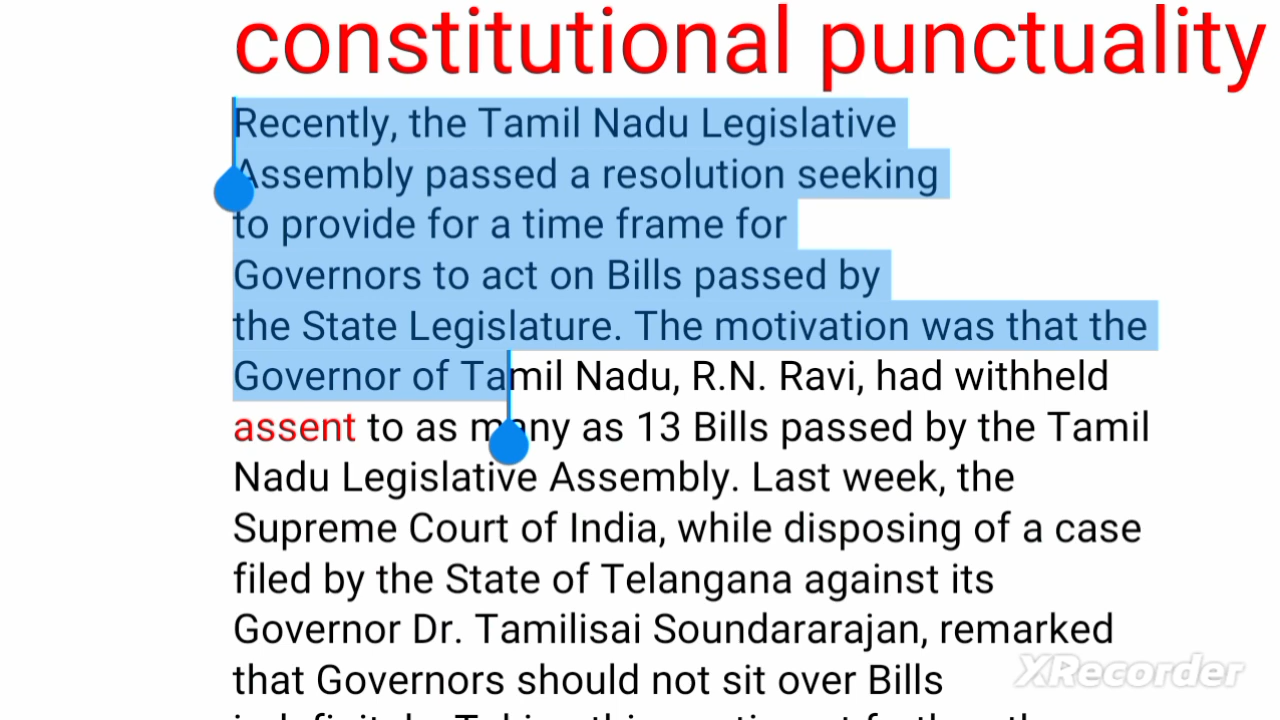 constitutional punctuality
Recently, the Tamil Nadu Legislative
Assembly passed a resolution seeking
to provide for a time frame for
Governors to act on Bills passed by
the State Legislature. The motivation was that the
Governor of Tamil Nadu, R.N. Ravi, had withheld
assent to as many as 13 Bills passed by the Tamil
Nadu Legislative Assembly. Last week, the
Supreme Court of India, while disposing of a case
filed by the State of Telangana against its
Governor Dr. Tamilisai Soundararajan, remarked
that Governors should not sit over Bills
XRecorder